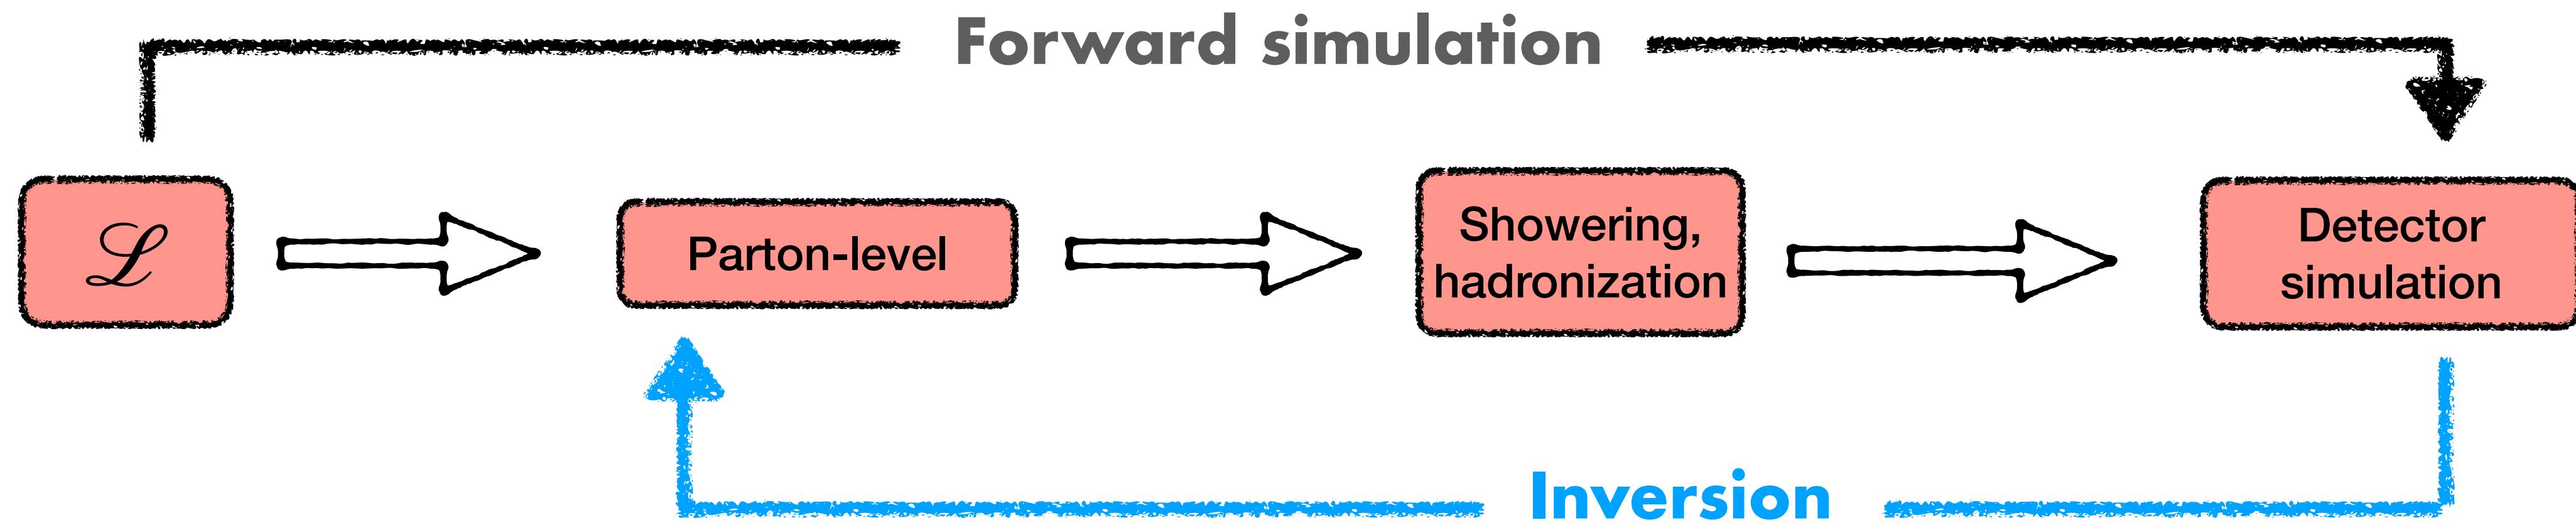 Forward simulation
ℒ
Parton-level
Showering,
hadronization
Detector
simulation
Inversion